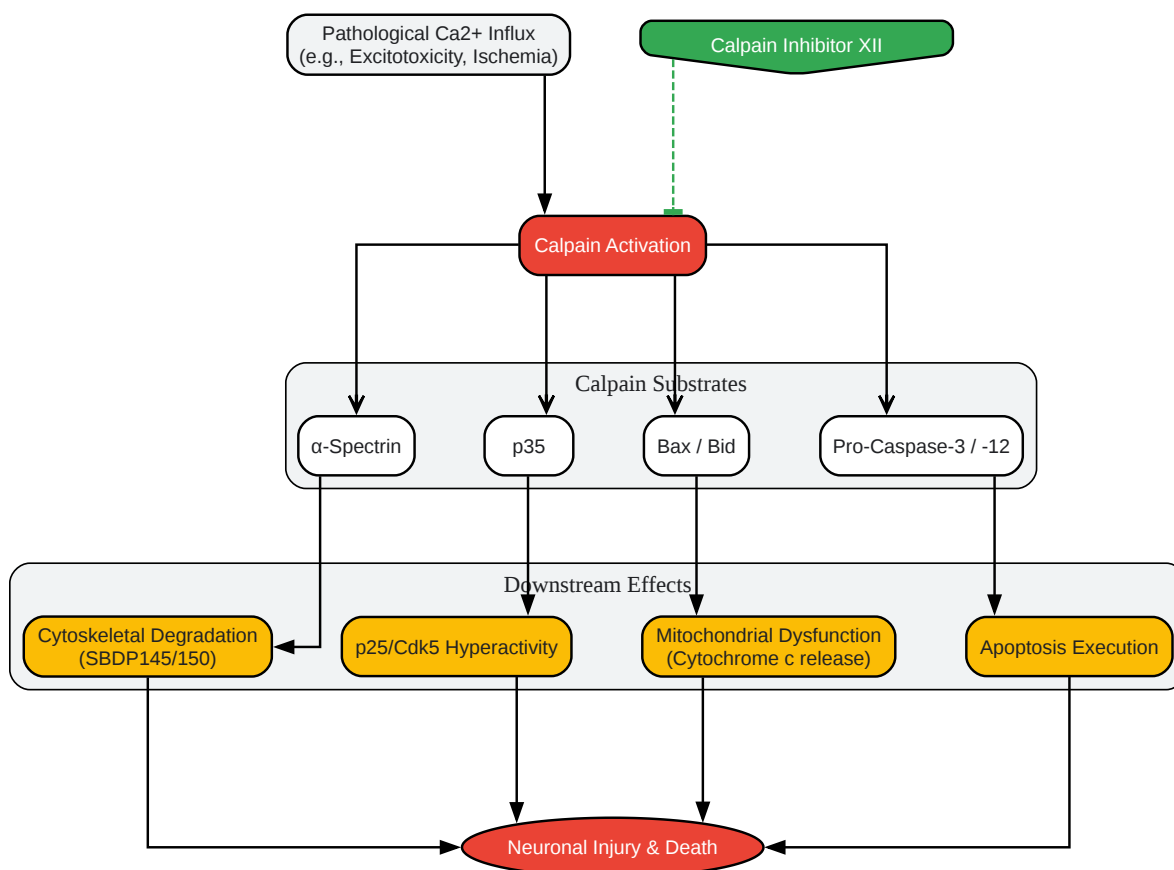 Pathological Ca2+ Influx
(e.g., Excitotoxicity, Ischemia)
Calpain Inhibitor XII
Calpain Activation
Calpain Substrates
α-Spectrin
p35
Bax / Bid
Pro-Caspase-3 / -12
Downstream Effects
Cytoskeletal Degradation
(SBDP145/150)
p25/Cdk5 Hyperactivity
Mitochondrial Dysfunction
(Cytochrome c release)
Apoptosis Execution
Neuronal Injury & Death